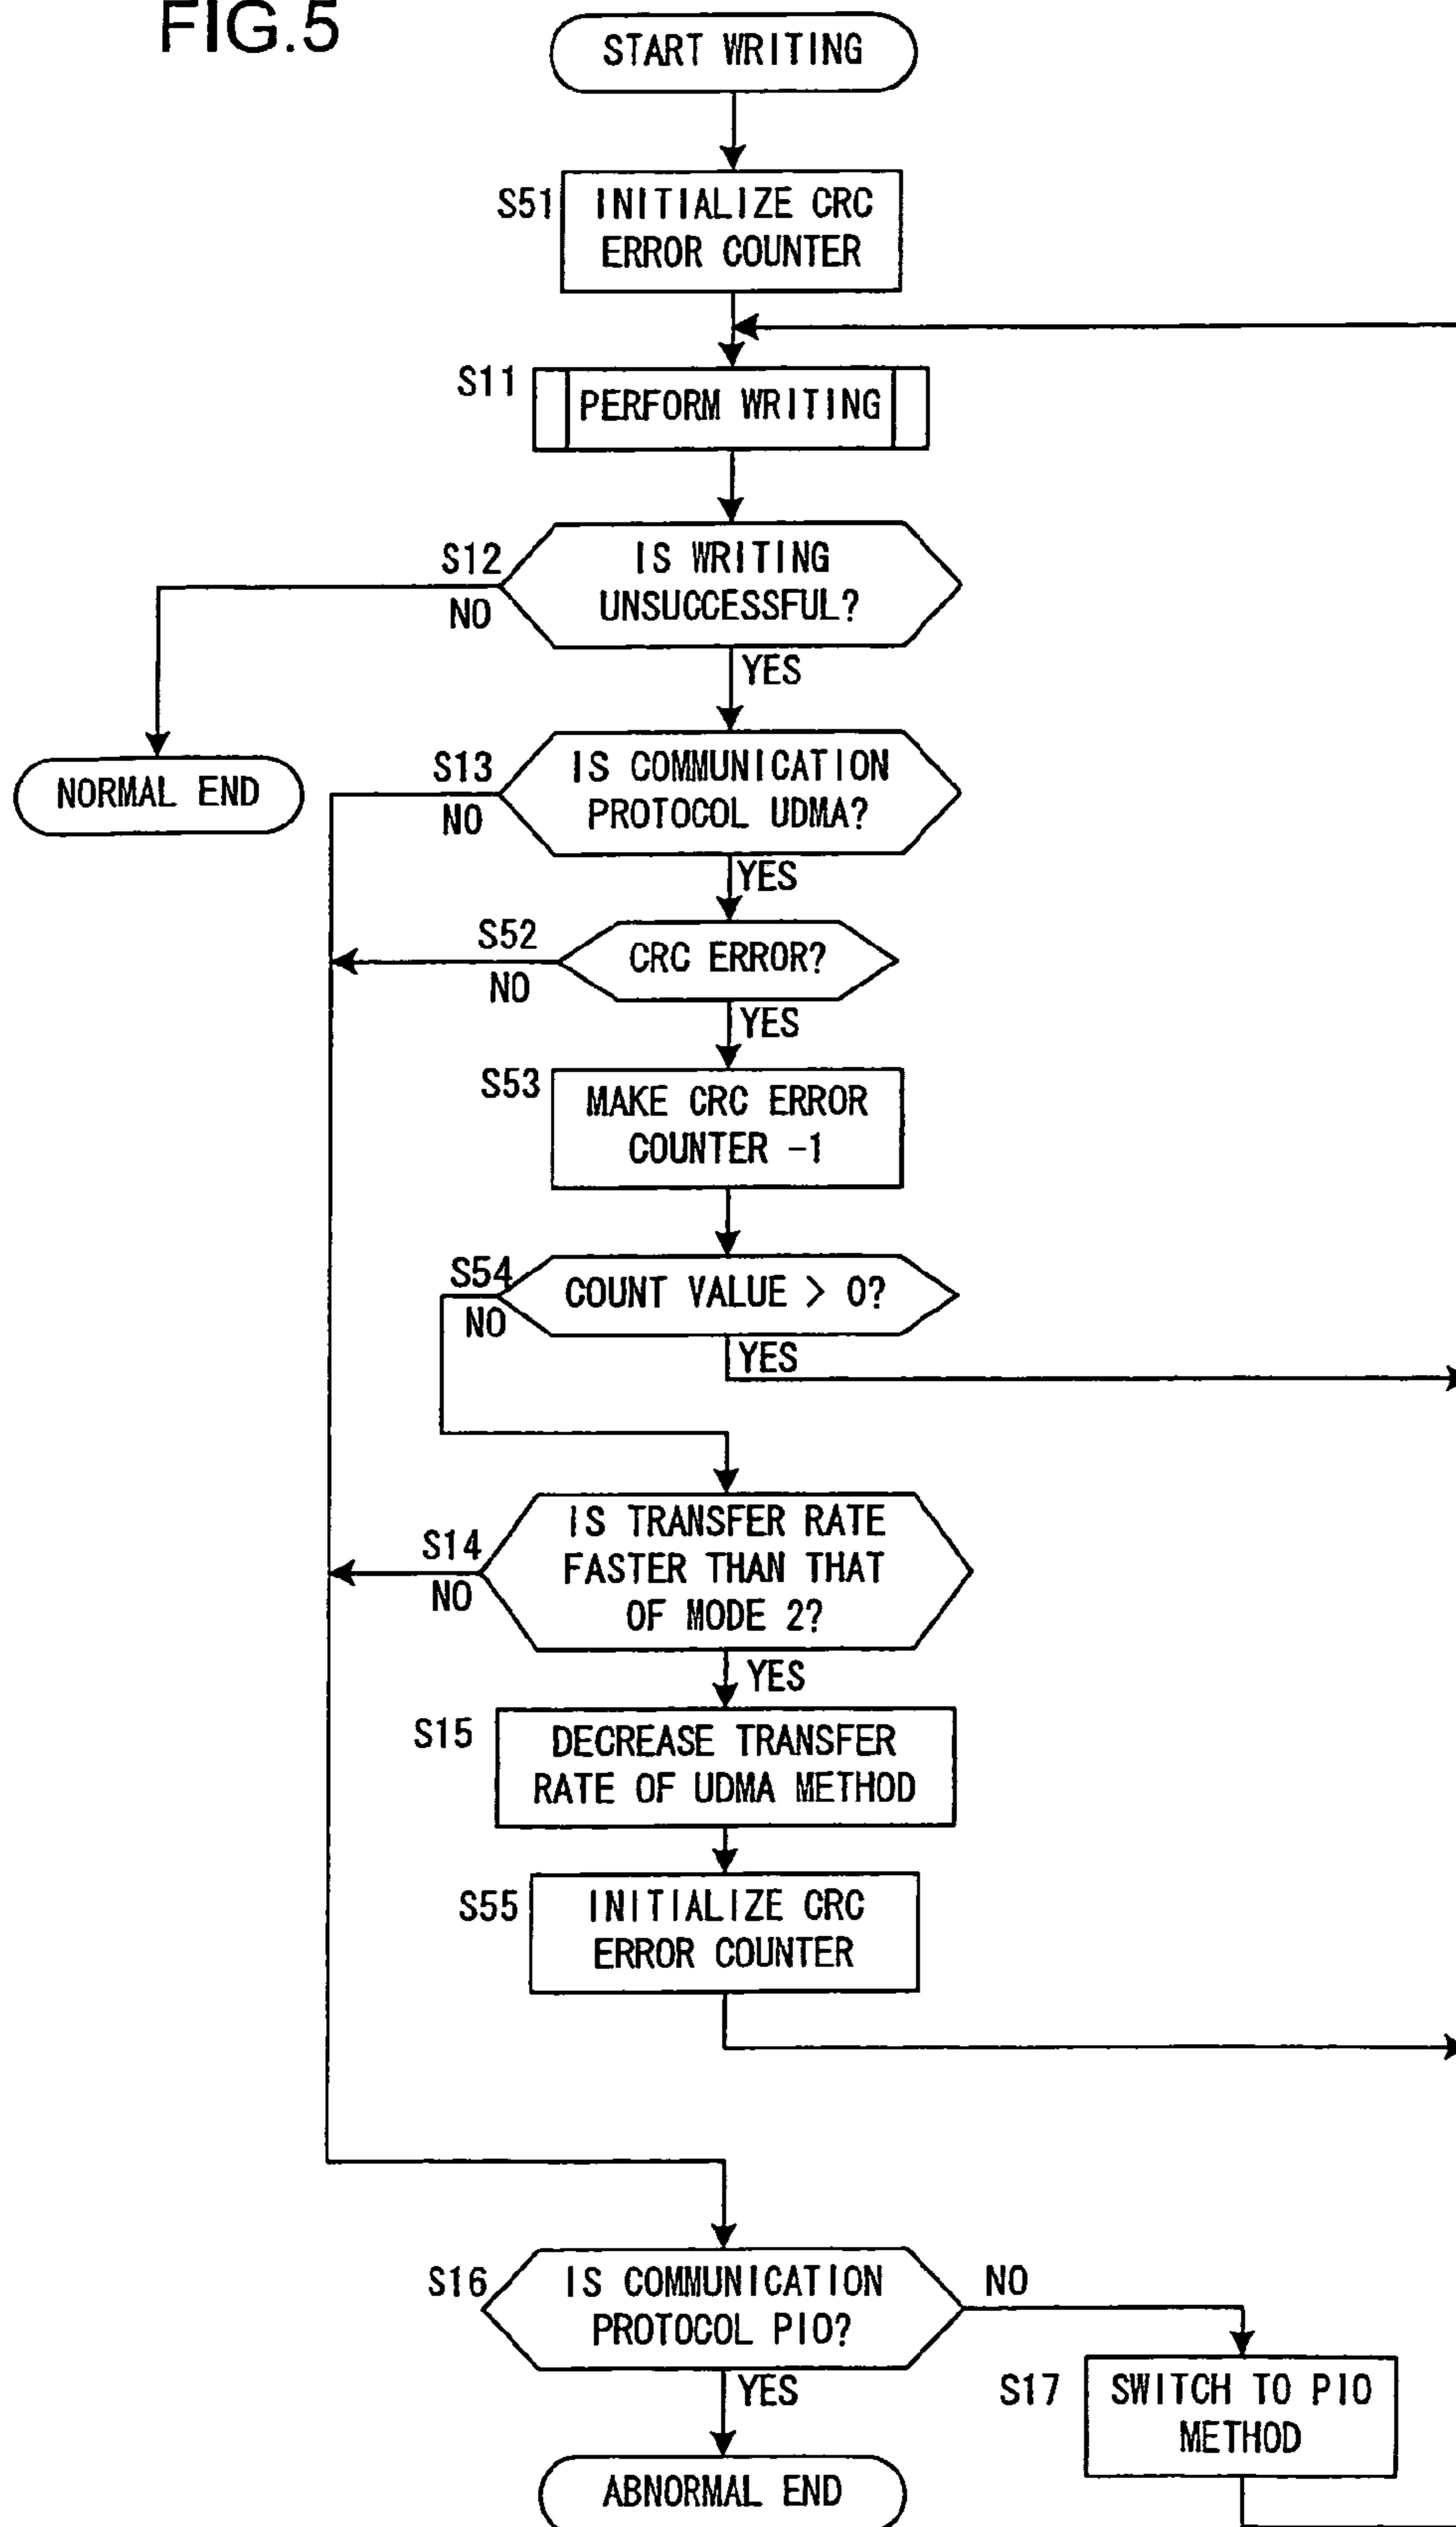 FIG.5
START WRITING
S51
INITIALIZE CRC
ERROR COUNTER
S11
PERFORM WRITING
S12
IS WRITING
UNSUCCESSFUL?
NO
YES
NORMAL END
S13
IS COMMUNICATION
PROTOCOL UDMA?
NO
YES
S52
CRC ERROR?
NO
YES
S53
MAKE CRC ERROR
COUNTER -1
S54
COUNT VALUE > 0?
NO
YES
S14
IS TRANSFER RATE
FASTER THAN THAT
OF MODE 2?
NO
YES
S15
DECREASE TRANSFER
RATE OF UDMA METHOD
S55
INITIALIZE CRC
ERROR COUNTER
S16
IS COMMUNICATION
PROTOCOL PIO?
NO
YES
S17
SWITCH TO PIO
METHOD
ABNORMAL END